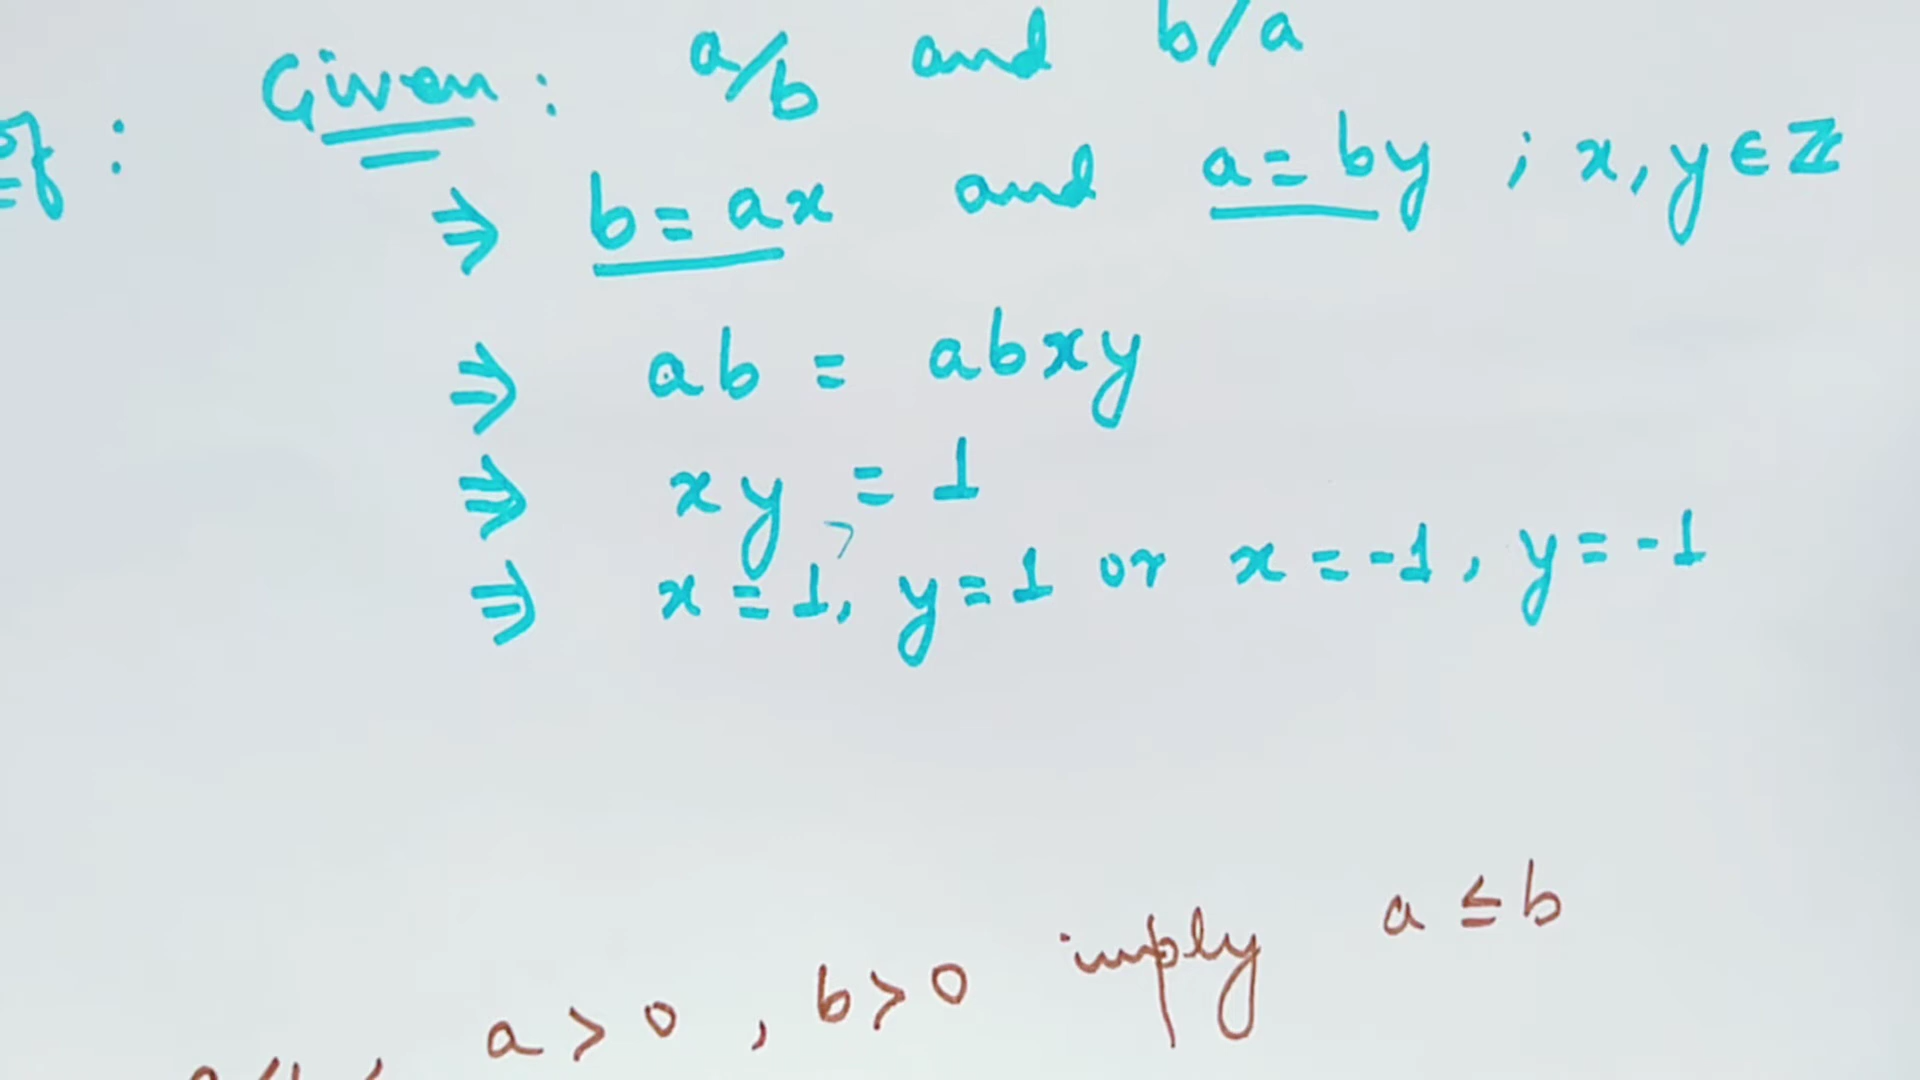 Given: a/b and b/a
⇒ b = ax and a = by ; x, y ∈ ℤ
⇒ ab = abxy
⇒ xy = 1
⇒ x = 1, y = 1 or x = -1, y = -1
a > 0 , b > 0 imply a ≤ b